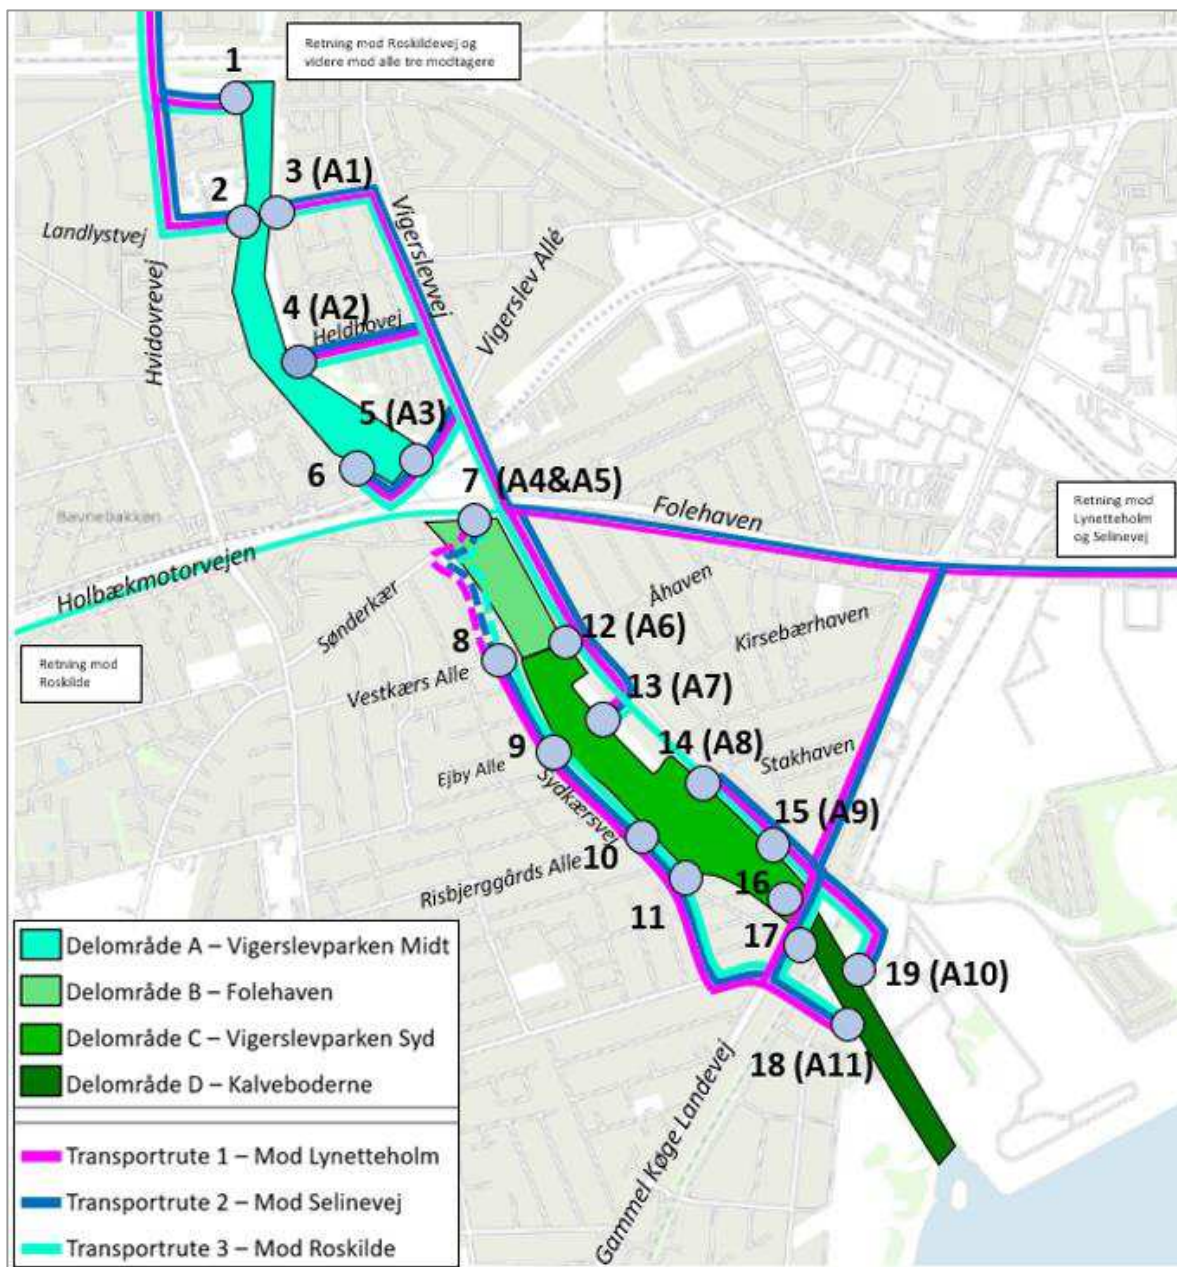 Retning mod Roskildevej og
videre mod alle tre modtagere
1
3 (A1)
2
Landlystvej
Vigerslevvej
Vigerslev Allé
Hvidovrevej
4 (A2)
Heldbovej
5 (A3)
6
7 (A4&A5)
Bavnebakken
Folehaven
Retning mod
Lynetteholm
og Selinevej
Holbækmotorvejen
Sønderkær
Åhaven
Kirsebærhaven
8
12 (A6)
Retning mod
Roskilde
Vestkærs Alle
13 (A7)
9
14 (A8)
Stakhaven
Ejby Alle
Sydkærsvej
15 (A9)
10
Risbjerggårds Alle
16
11
17
19 (A10)
18 (A11)
Gammel Køge Landevej
Delområde A – Vigerslevparken Midt
Delområde B – Folehaven
Delområde C – Vigerslevparken Syd
Delområde D – Kalveboderne
Transportrute 1 – Mod Lynetteholm
Transportrute 2 – Mod Selinevej
Transportrute 3 – Mod Roskilde